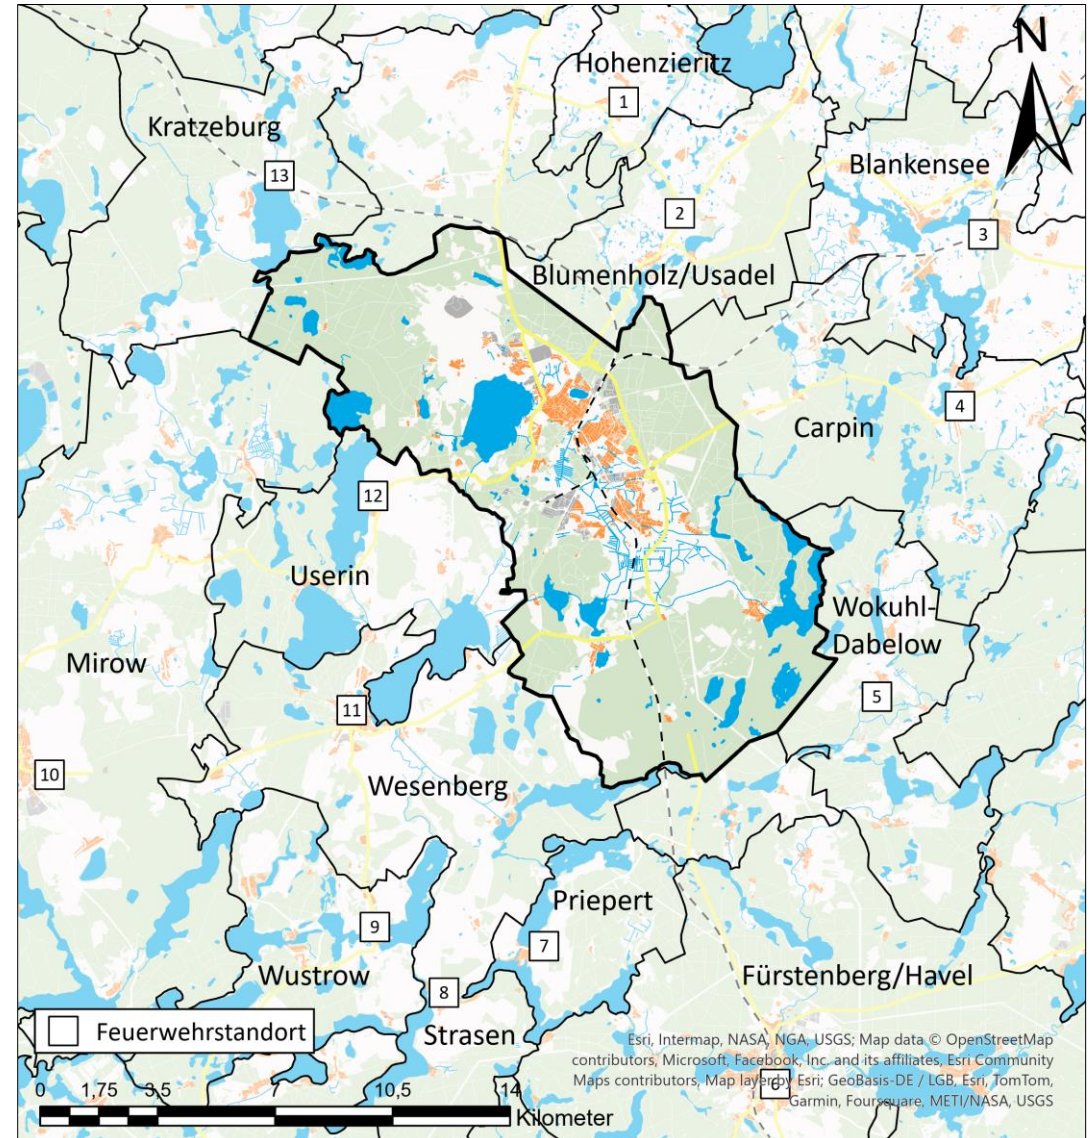 N
Hohenzieritz
1
Kratzeburg
13
Blankensee
2
3
Blumenholz/Usadel
4
Carpin
12
Userin
Wokuhl-
Dabelow
Mirow
5
11
10
Wesenberg
Priepert
9
7
Wustrow
Fürstenberg/Havel
8
Strasen
Feuerwehrstandort
Esri, Intermap, NASA, NGA, USGS; Map data © OpenStreetMap
contributors, Microsoft, Facebook, Inc. and its affiliates, Esri Community
Maps contributors, Map layer by Esri; GeoBasis-DE / LGB, Esri, TomTom,
Garmin, Foursquare, METI/NASA, USGS
0 1,75 3,5 7 10,5 14
Kilometer